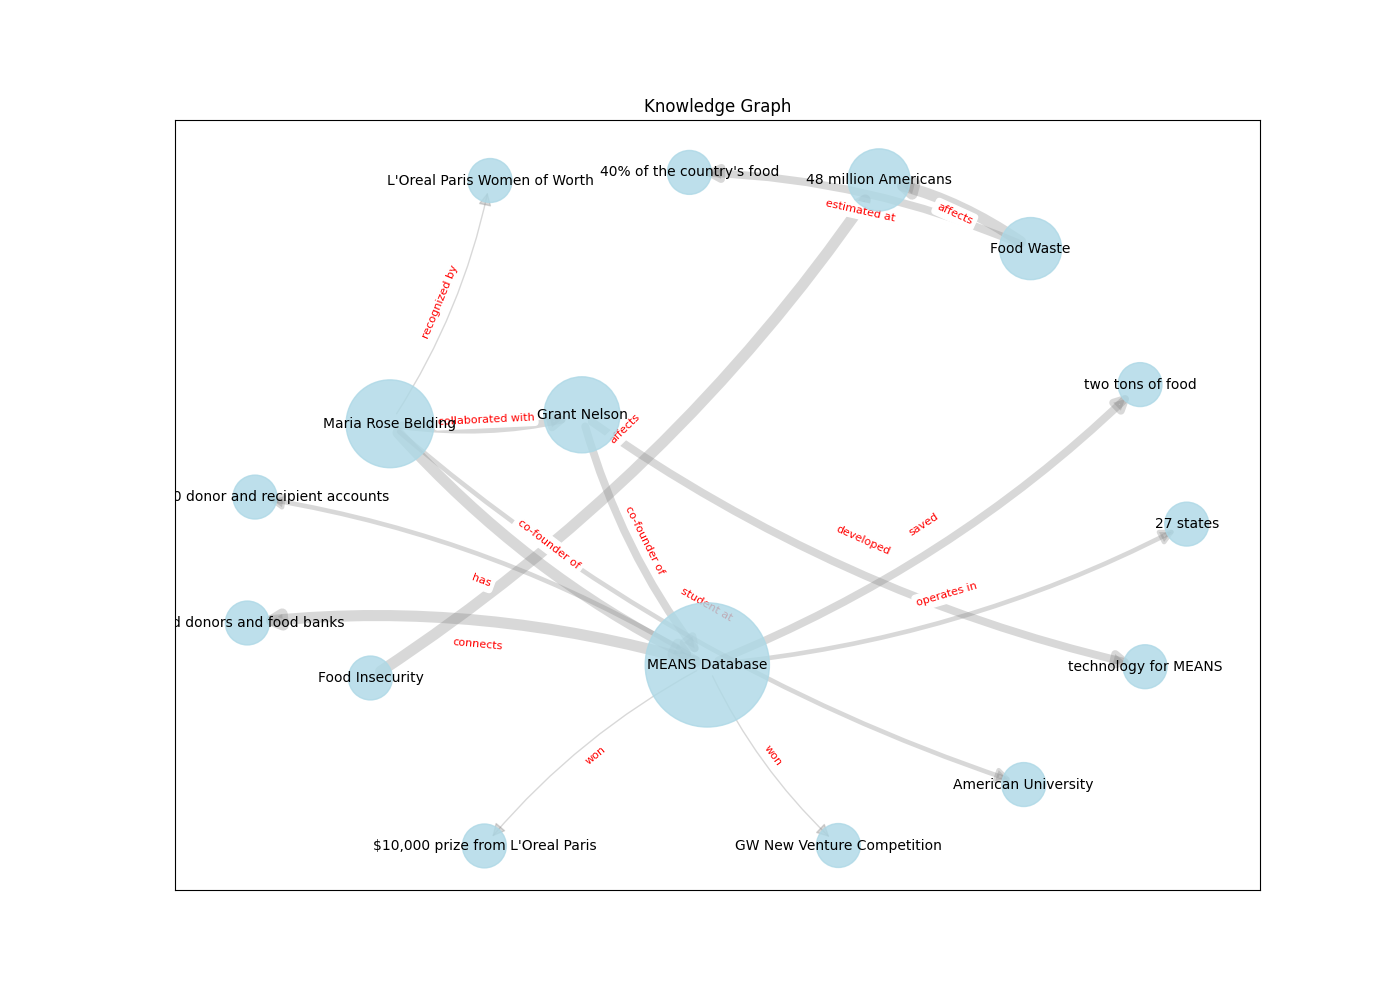 Knowledge Graph
L'Oreal Paris Women of Worth
40% of the country's food
48 million Americans
estimated at
affects
Food Waste
recognized by
two tons of food
Maria Rose Belding
collaborated with
Grant Nelson
affects
0 donor and recipient accounts
co-founder of
co-founder of
developed
saved
27 states
has
student at
operates in
d donors and food banks
connects
MEANS Database
technology for MEANS
Food Insecurity
won
won
American University
$10,000 prize from L'Oreal Paris
GW New Venture Competition